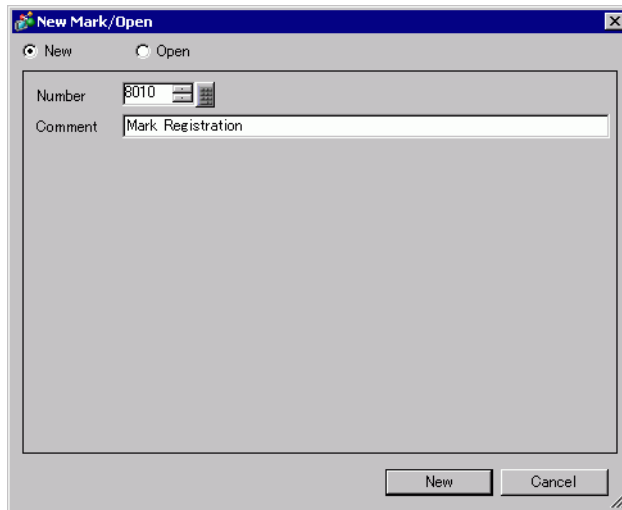 New Mark/Open
New Open
Number 8010
Comment Mark Registration
New Cancel